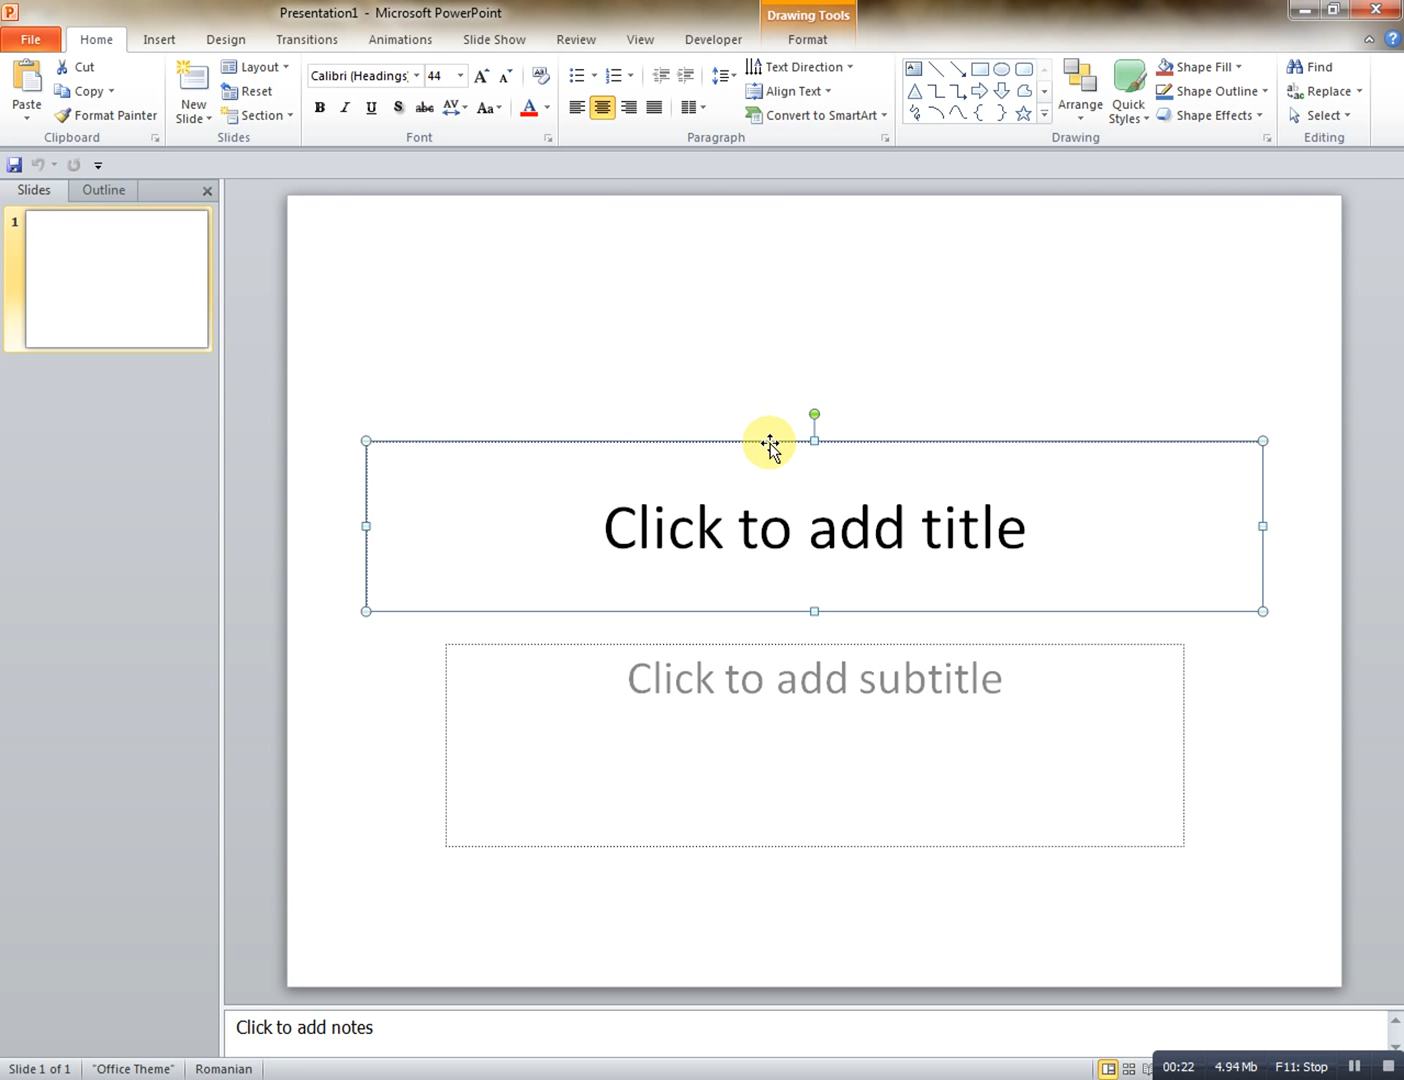 Presentation1 - Microsoft PowerPoint
Drawing Tools
File Home Insert Design Transitions Animations Slide Show Review View Developer Format
Paste
Cut
Copy
Format Painter
Clipboard
New Slide
Layout
Reset
Section
Slides
Calibri (Headings) 44
B I U S abc AV Aa A
Font
Text Direction
Align Text
Convert to SmartArt
Paragraph
Arrange
Quick Styles
Shape Fill
Shape Outline
Shape Effects
Drawing
Find
Replace
Select
Editing
Slides Outline
1
Click to add title
Click to add subtitle
Click to add notes
Slide 1 of 1 "Office Theme" Romanian
00:22 4.94Mb F11: Stop